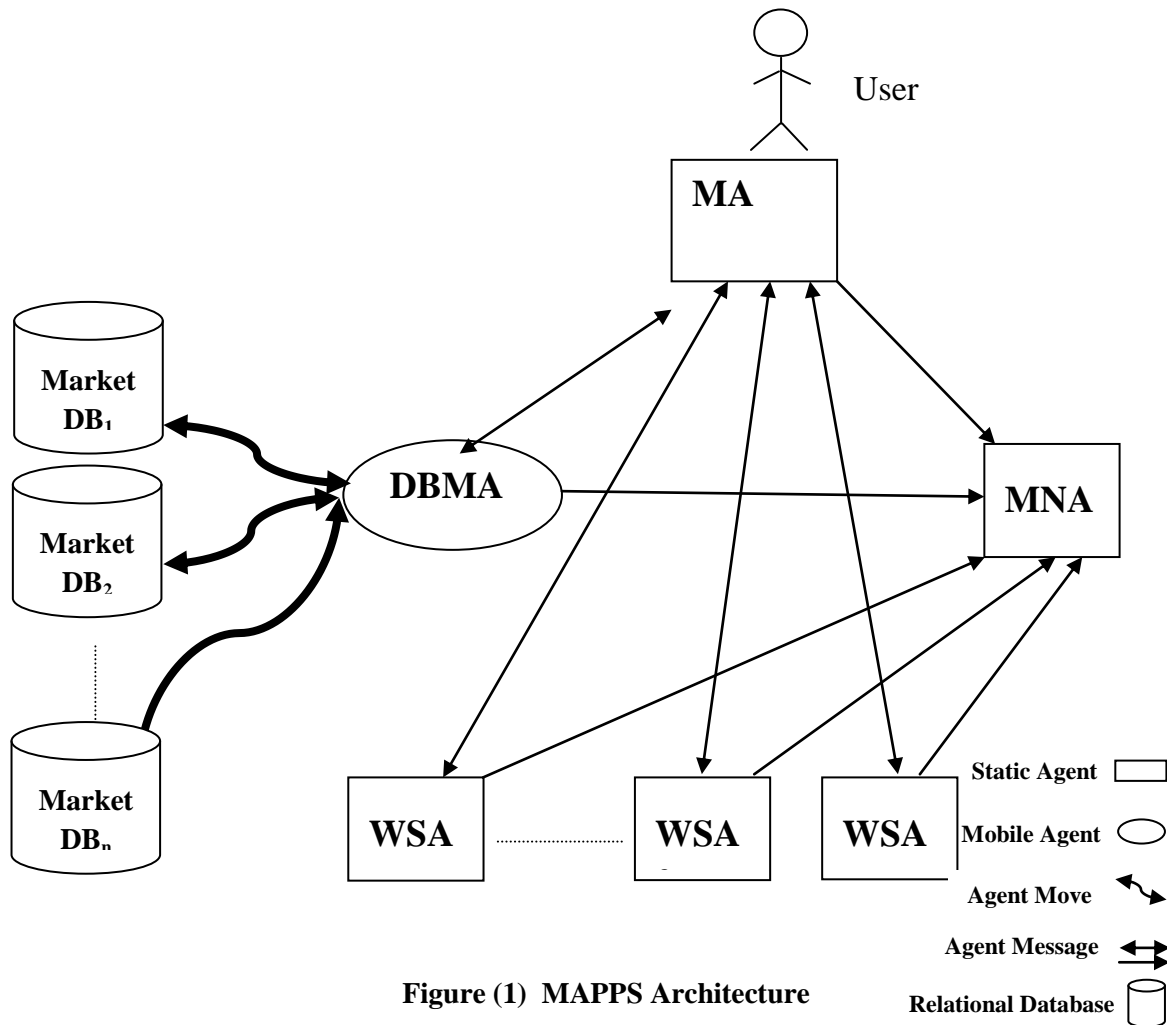 User
MA
Market
DB₁
DBMA
MNA
Market
DB₂
Market
DBₙ
WSA
WSA
WSA
Static Agent
Mobile Agent
Agent Move
Agent Message
Relational Database
Figure (1) MAPPS Architecture